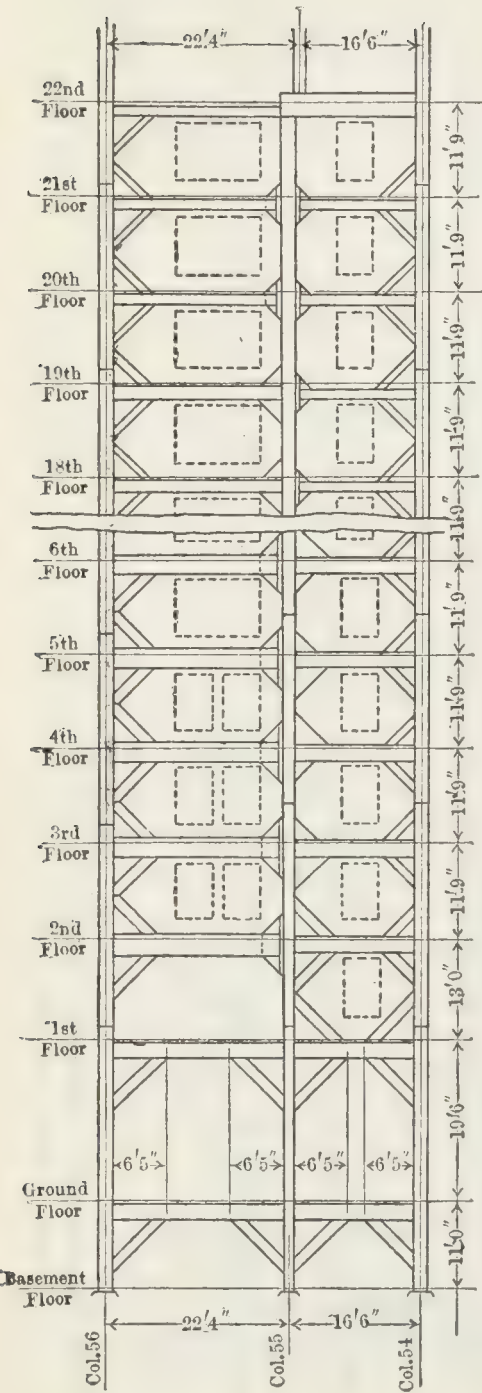 22'4"
16'6"
22nd
Floor
11'9"
21st
Floor
11'9"
20th
Floor
11'9"
19th
Floor
11'9"
18th
Floor
11'9"
6th
Floor
11'9"
5th
Floor
11'9"
4th
Floor
11'9"
3rd
Floor
11'9"
2nd
Floor
13'0"
1st
Floor
19'6"
6'5"
6'5"
6'5"
6'5"
Ground
Floor
11'0"
Basement
Floor
22'4"
16'6"
Col.56
Col.55
Col.54